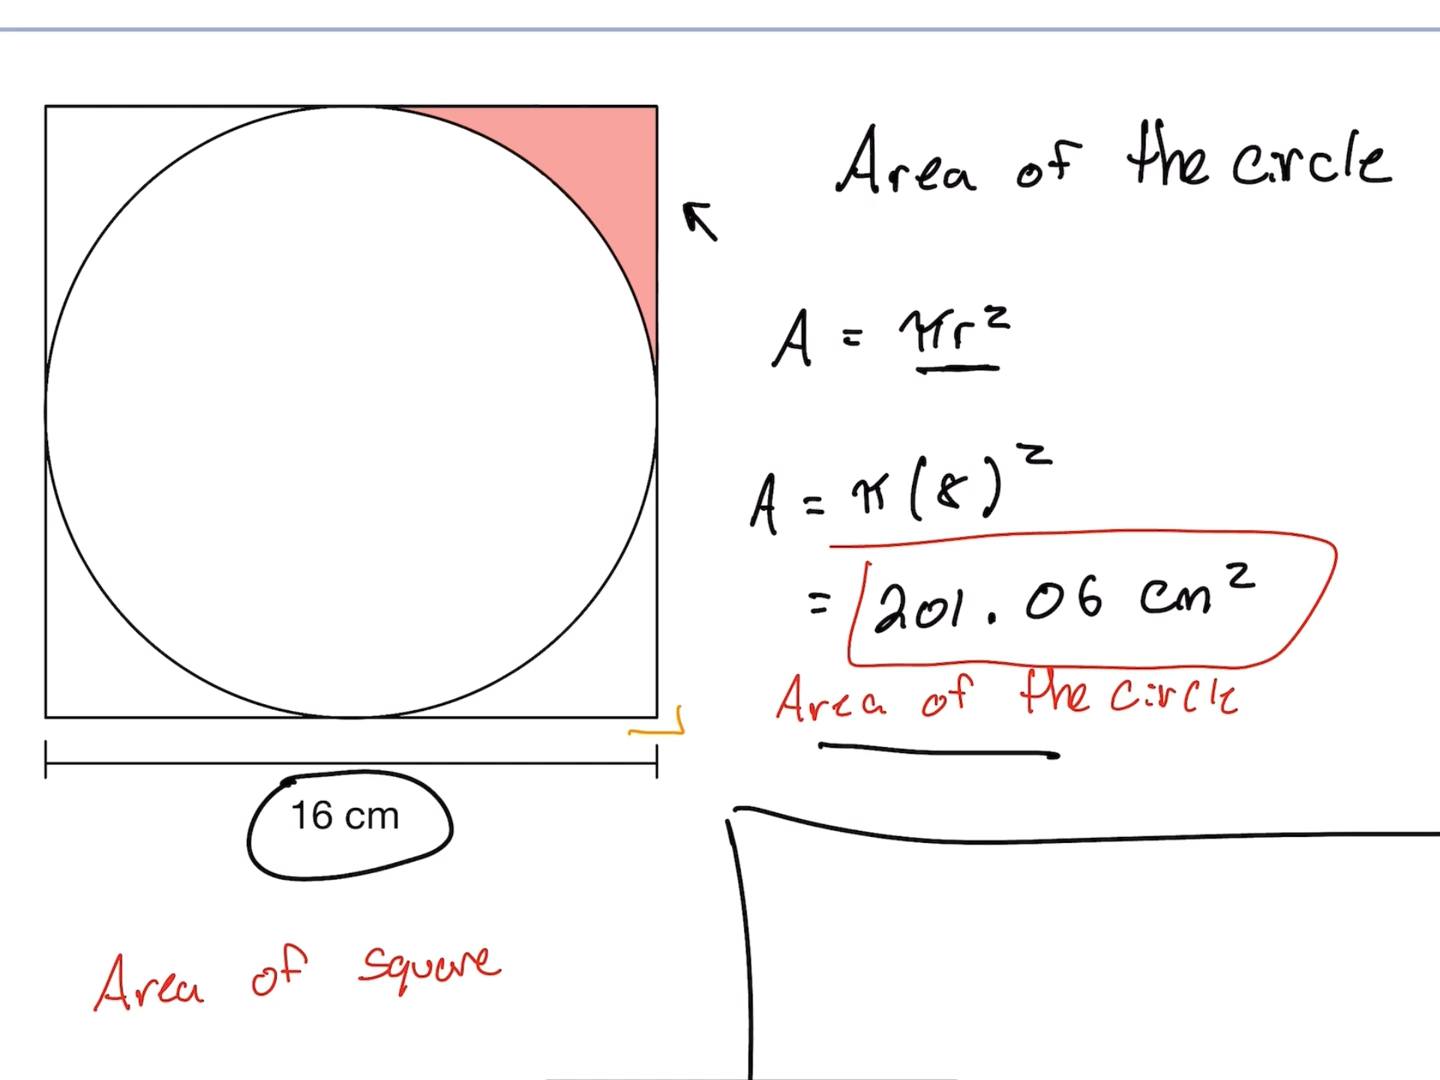 Area of the circle
A = πr²
A = π(8)²
= 201.06 cm²
Area of the circle
16 cm
Area of square